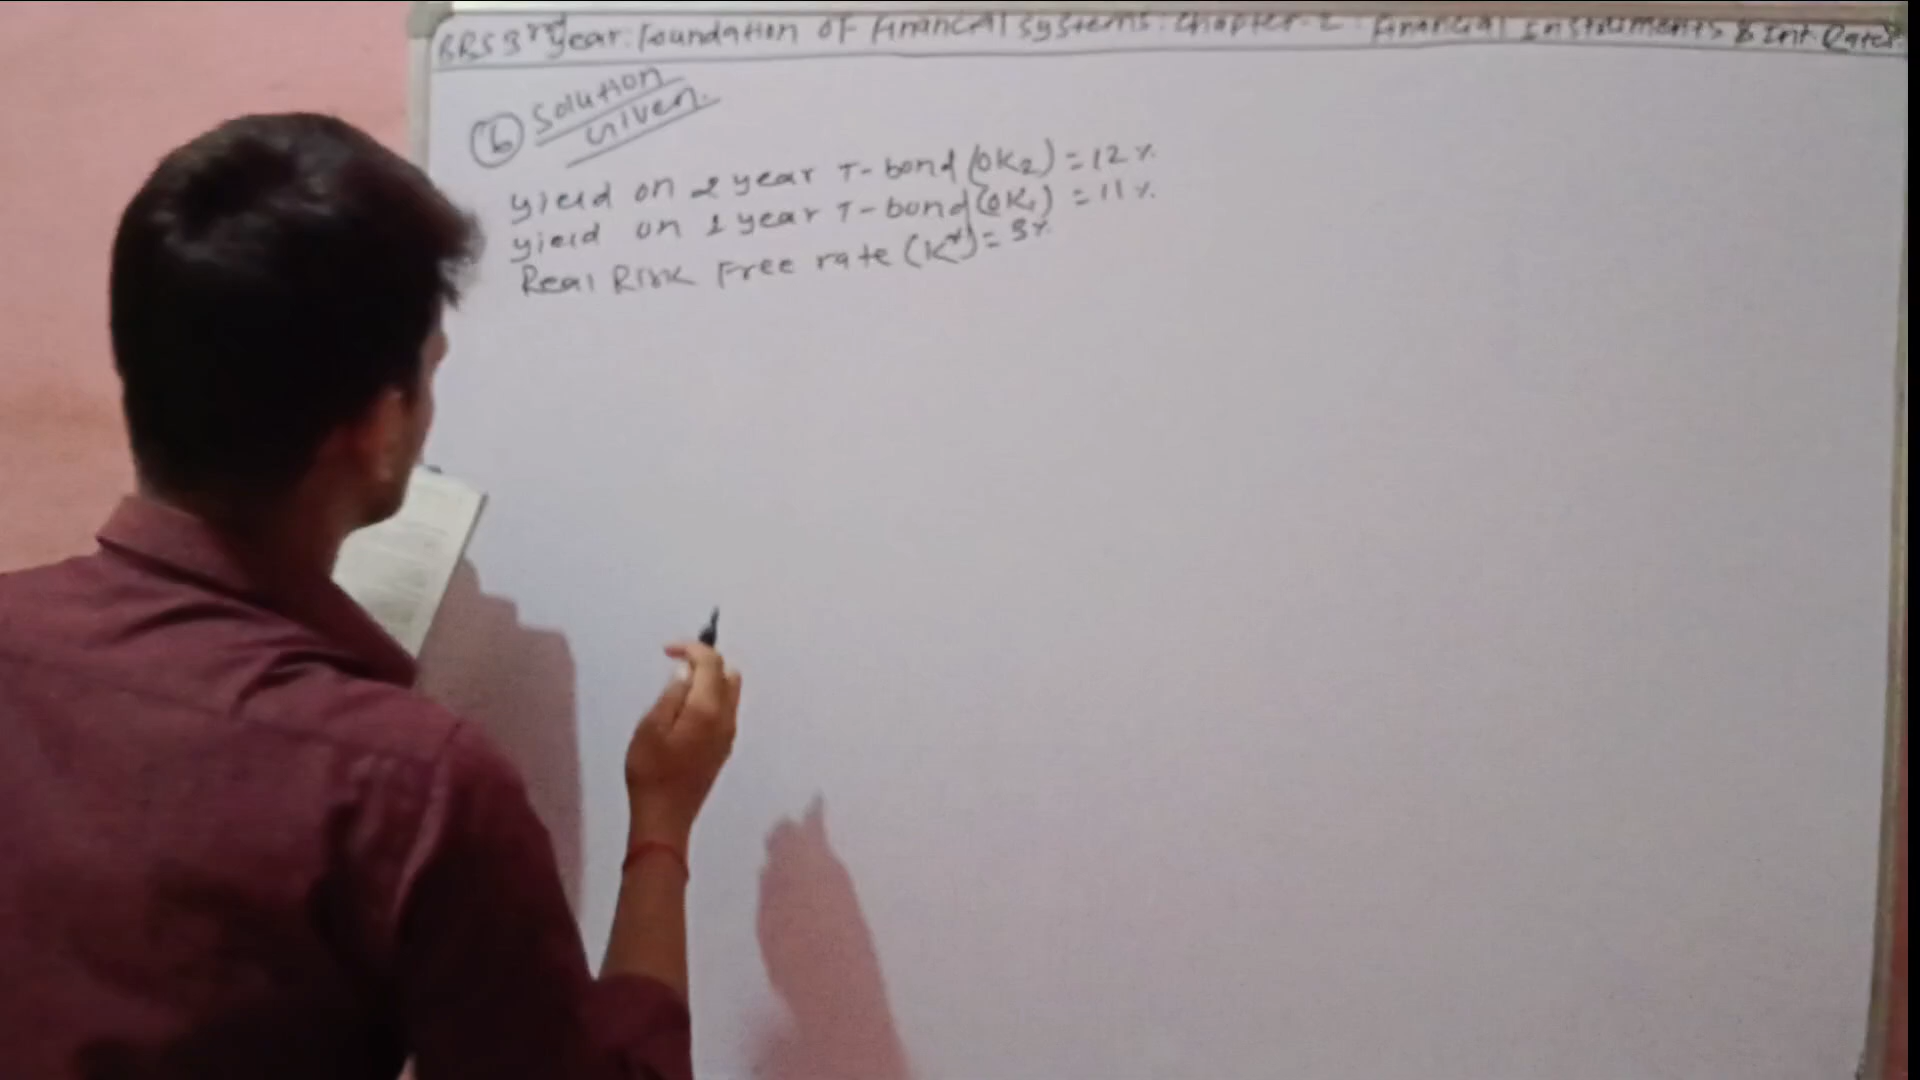 BBS 3rd year: Foundation of Financial Systems: Chapter-2: Financial Instruments & Int. Rates
(6) Solution
Given.
Yield on 2 year T-bond (0K2) = 12%
Yield on 1 year T-bond (0K1) = 11%
Real Risk Free rate (K*) = 3%